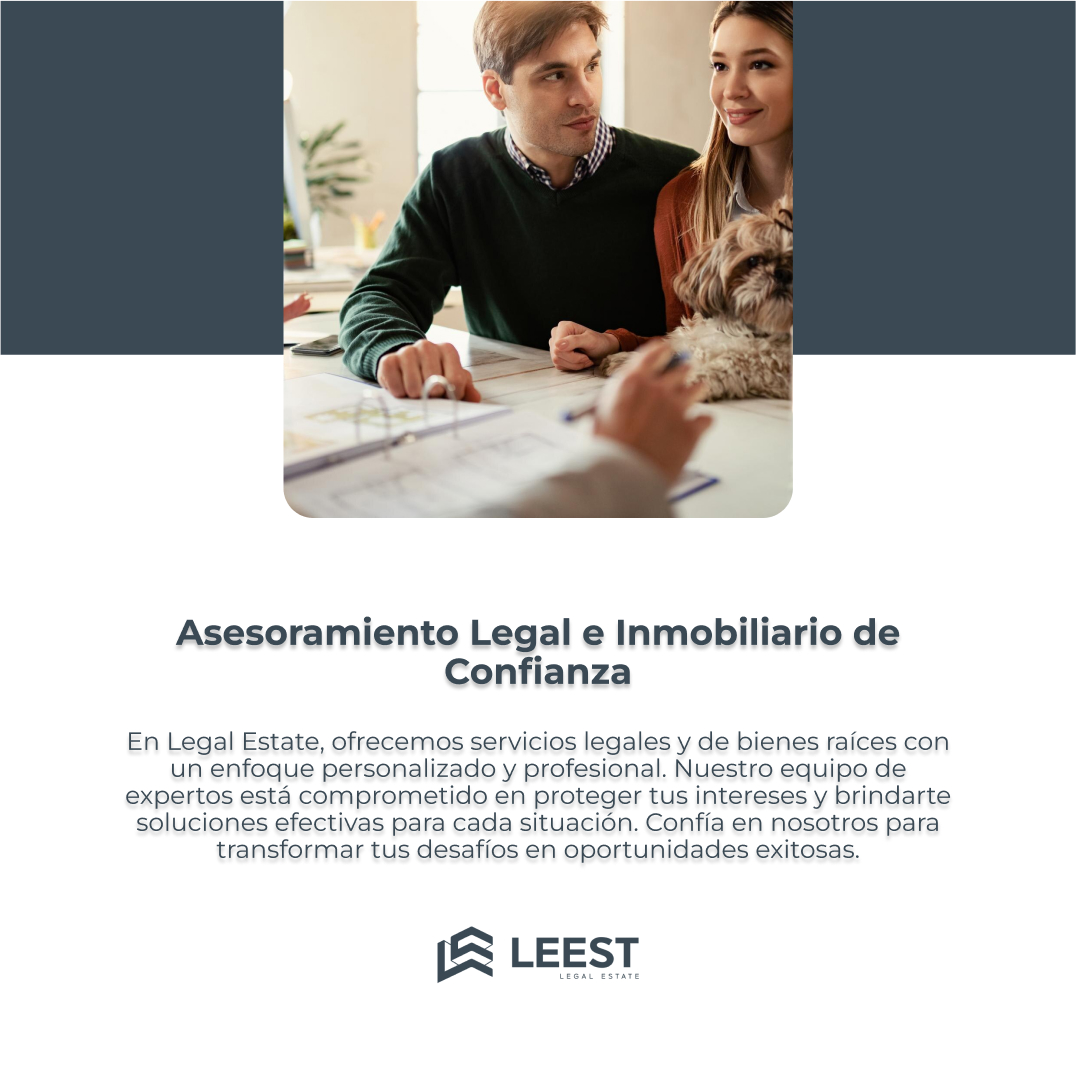 Asesoramiento Legal e Inmobiliario de
Confianza
En Legal Estate, ofrecemos servicios legales y de bienes raíces con
un enfoque personalizado y profesional. Nuestro equipo de
expertos está comprometido en proteger tus intereses y brindarte
soluciones efectivas para cada situación. Confía en nosotros para
transformar tus desafíos en oportunidades exitosas.
LEEST
LEGAL ESTATE